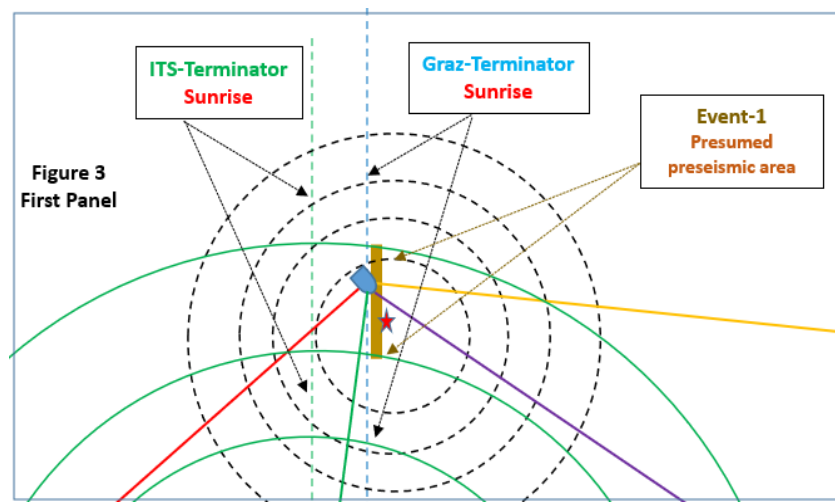 ITS-Terminator
Sunrise
Graz-Terminator
Sunrise
Event-1
Presumed
preseismic area
Figure 3
First Panel